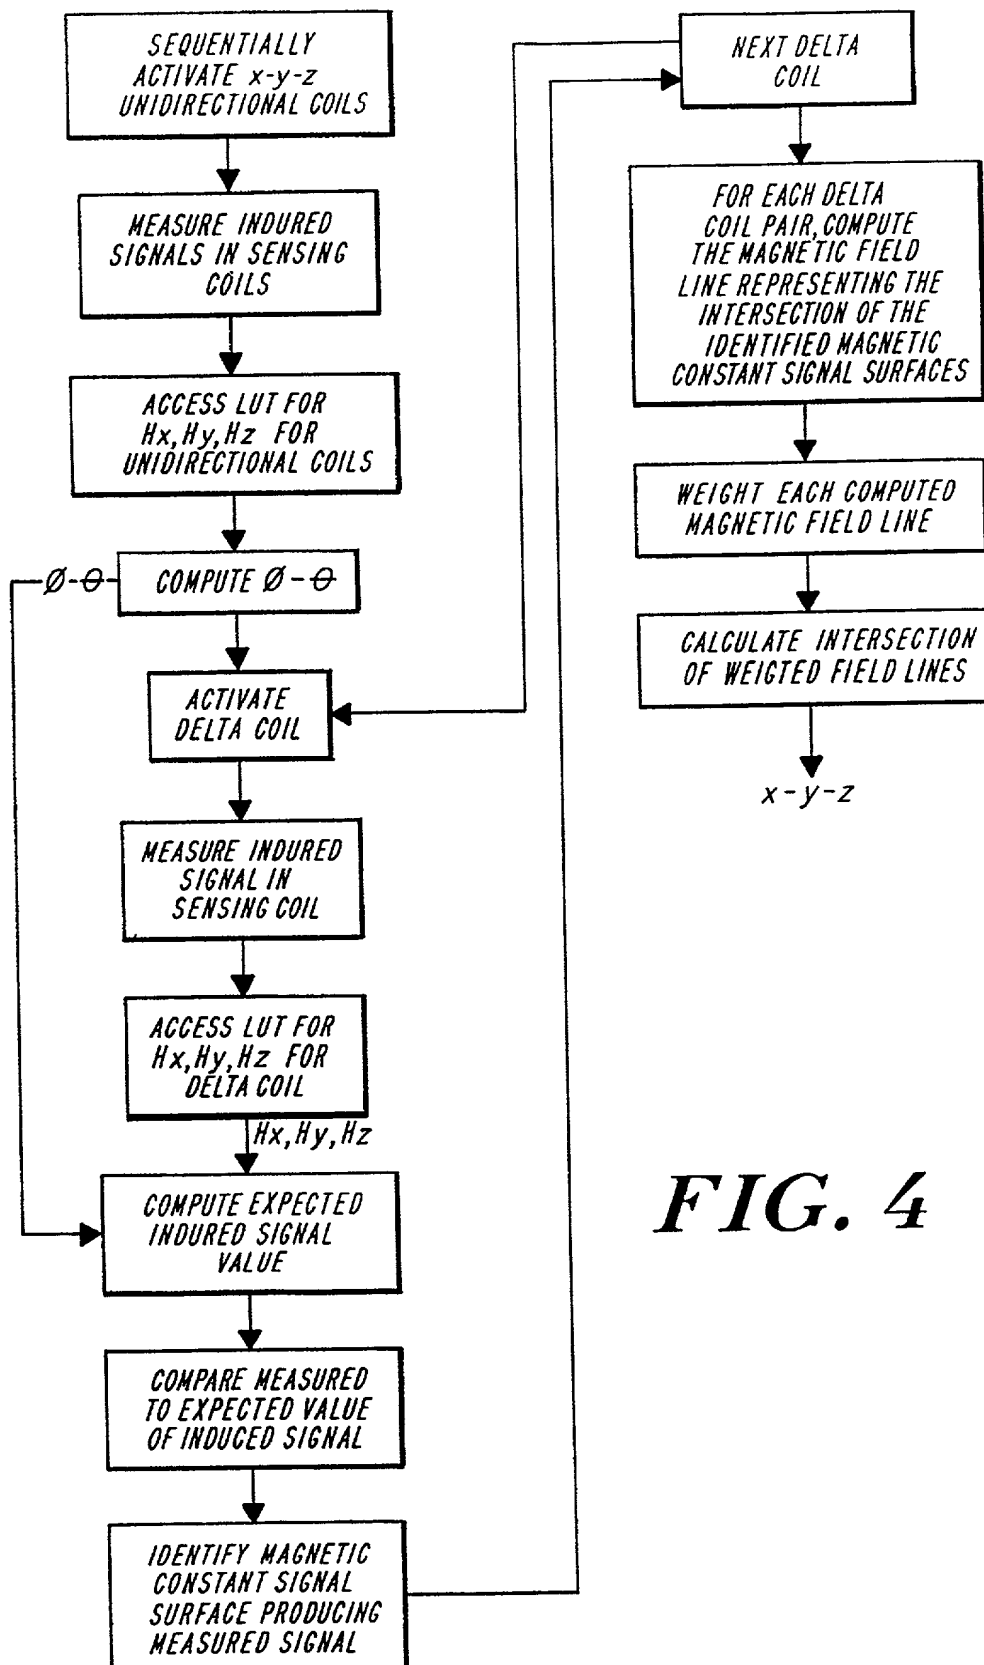 SEQUENTIALLY
ACTIVATE x-y-z
UNIDIRECTIONAL COILS
MEASURE INDURED
SIGNALS IN SENSING
COILS
ACCESS LUT FOR
Hx,Hy,Hz FOR
UNIDIRECTIONAL COILS
Ø-Θ
COMPUTE Ø-Θ
ACTIVATE
DELTA COIL
MEASURE INDURED
SIGNAL IN
SENSING COIL
ACCESS LUT FOR
Hx,Hy,Hz FOR
DELTA COIL
Hx,Hy,Hz
COMPUTE EXPECTED
INDURED SIGNAL
VALUE
COMPARE MEASURED
TO EXPECTED VALUE
OF INDUCED SIGNAL
IDENTIFY MAGNETIC
CONSTANT SIGNAL
SURFACE PRODUCING
MEASURED SIGNAL
NEXT DELTA
COIL
FOR EACH DELTA
COIL PAIR, COMPUTE
THE MAGNETIC FIELD
LINE REPRESENTING THE
INTERSECTION OF THE
IDENTIFIED MAGNETIC
CONSTANT SIGNAL SURFACES
WEIGHT EACH COMPUTED
MAGNETIC FIELD LINE
CALCULATE INTERSECTION
OF WEIGTED FIELD LINES
x-y-z
FIG. 4